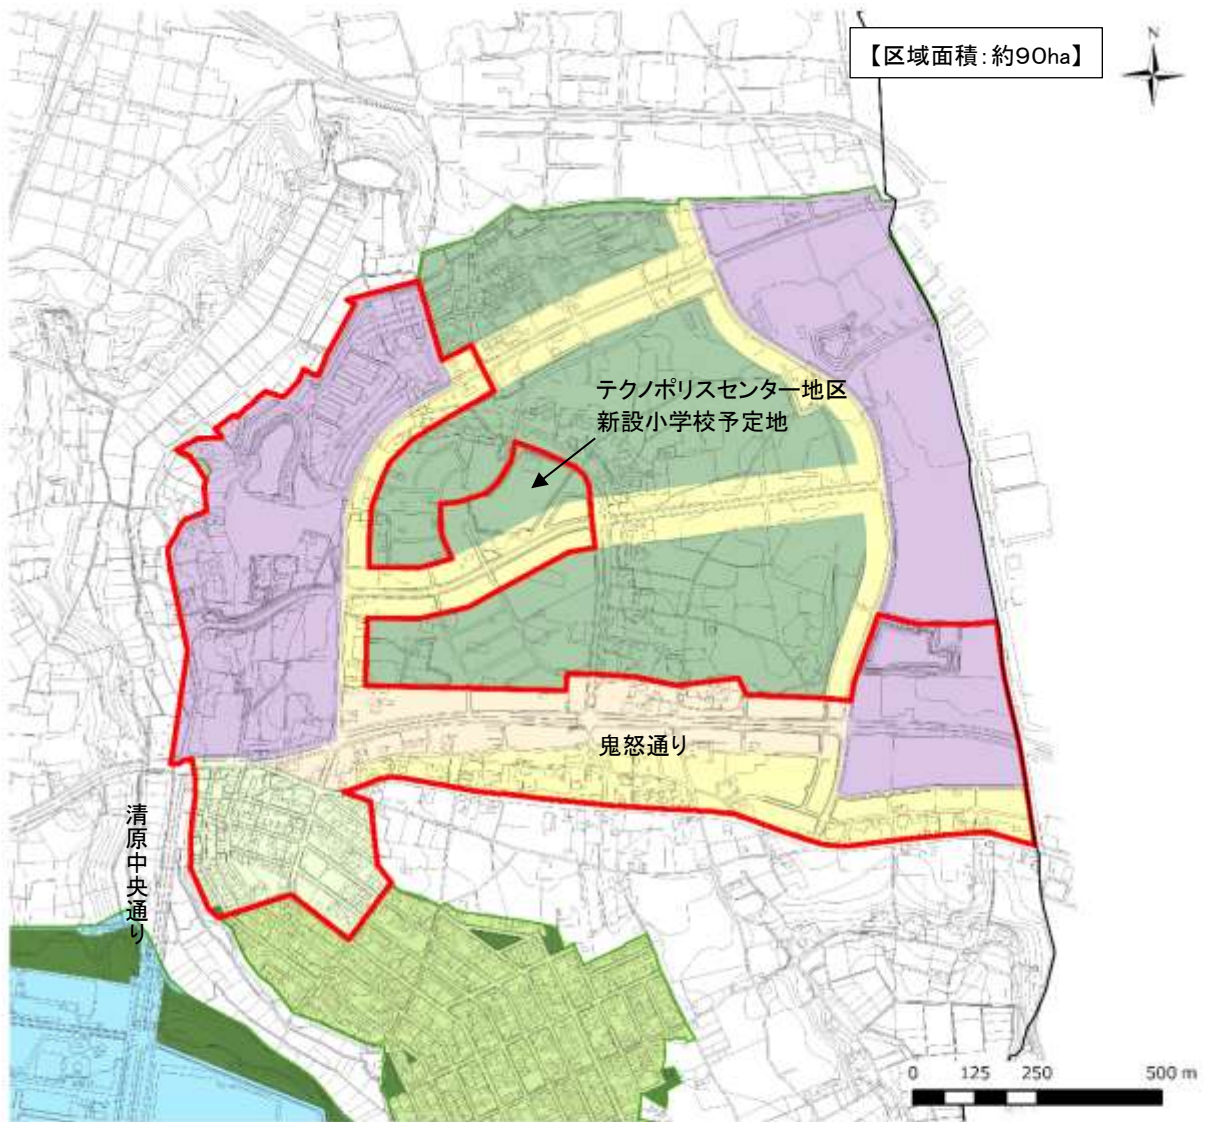 【区域面積:約90ha】
N
テクノポリスセンター地区
新設小学校予定地
鬼怒通り
清原中央通り
0 125 250 500 m